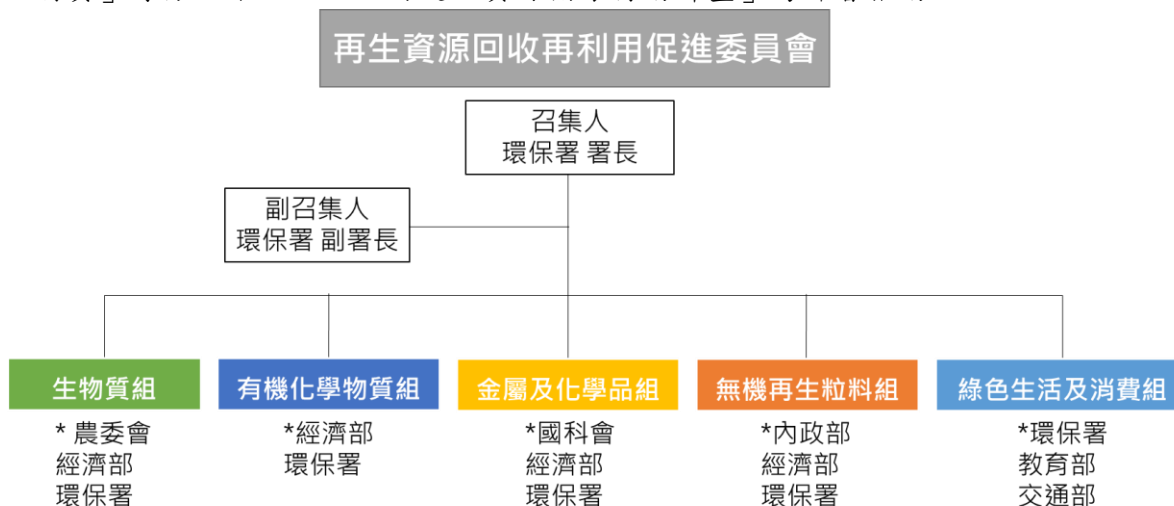 再生資源回收再利用促進委員會
召集人
環保署 署長
副召集人
環保署 副署長
生物質組
* 農委會
經濟部
環保署
有機化學物質組
*經濟部
環保署
金屬及化學品組
*國科會
經濟部
環保署
無機再生粒料組
*內政部
經濟部
環保署
綠色生活及消費組
*環保署
教育部
交通部